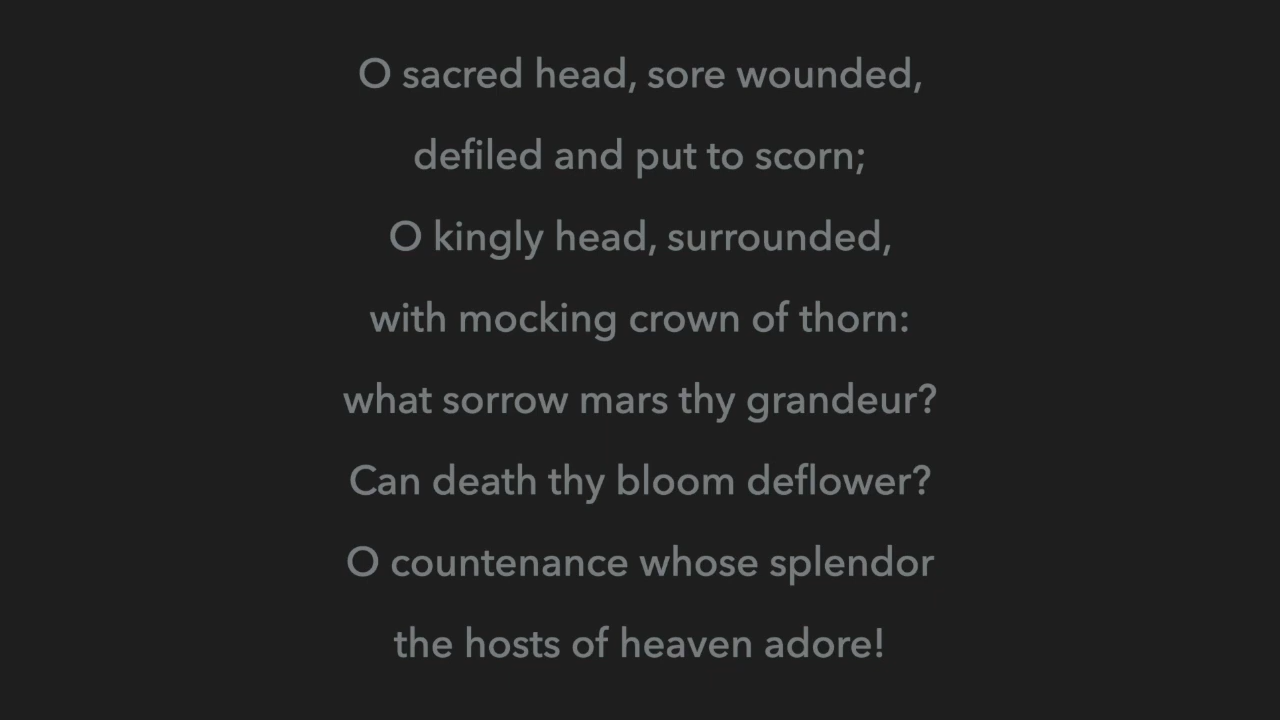 O sacred head, sore wounded,
defiled and put to scorn;
O kingly head, surrounded,
with mocking crown of thorn:
what sorrow mars thy grandeur?
Can death thy bloom deflower?
O countenance whose splendor
the hosts of heaven adore!